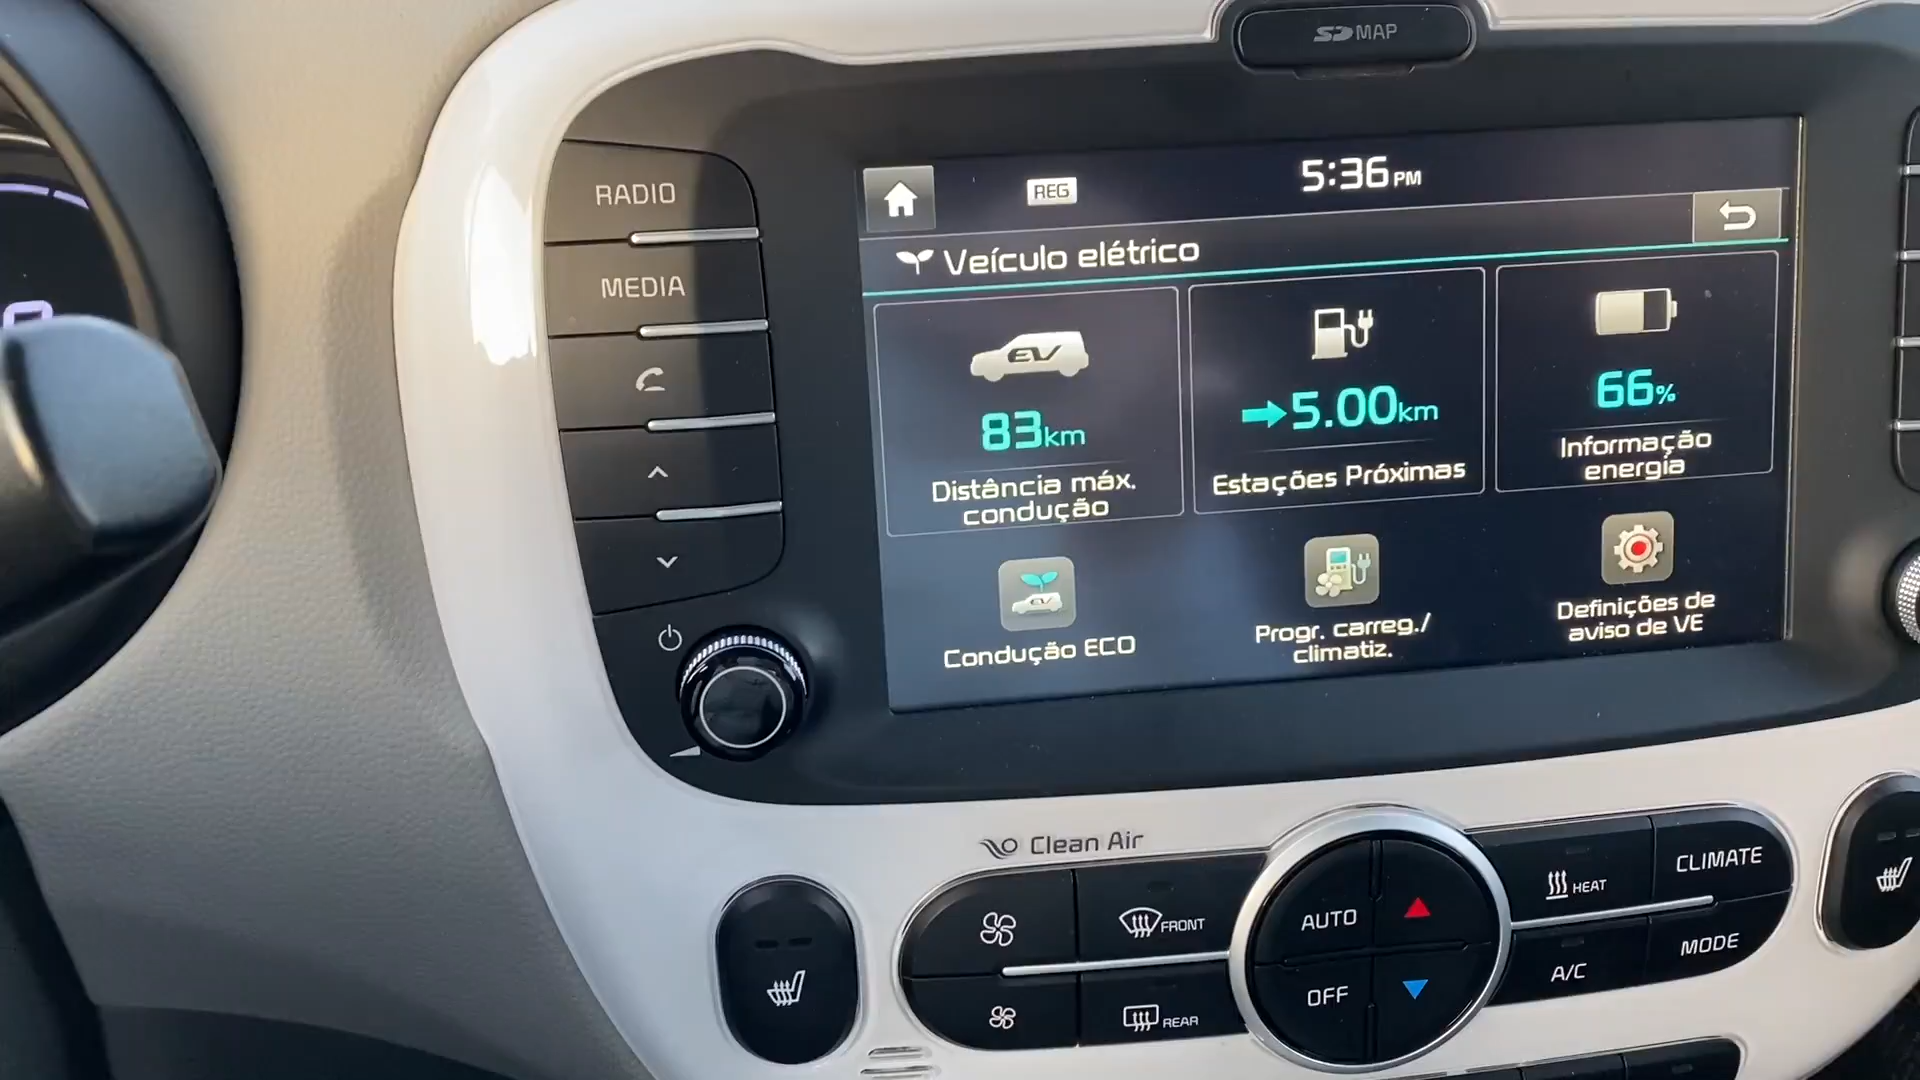 SD MAP
RADIO
MEDIA
REG
5:36 PM
Veículo elétrico
EV
83km
Distância máx.
condução
5.00km
Estações Próximas
66%
Informação
energia
EV
Condução ECO
Progr. carreg./
climatiz.
Definições de
aviso de VE
Clean Air
FRONT
REAR
AUTO
OFF
HEAT
CLIMATE
A/C
MODE